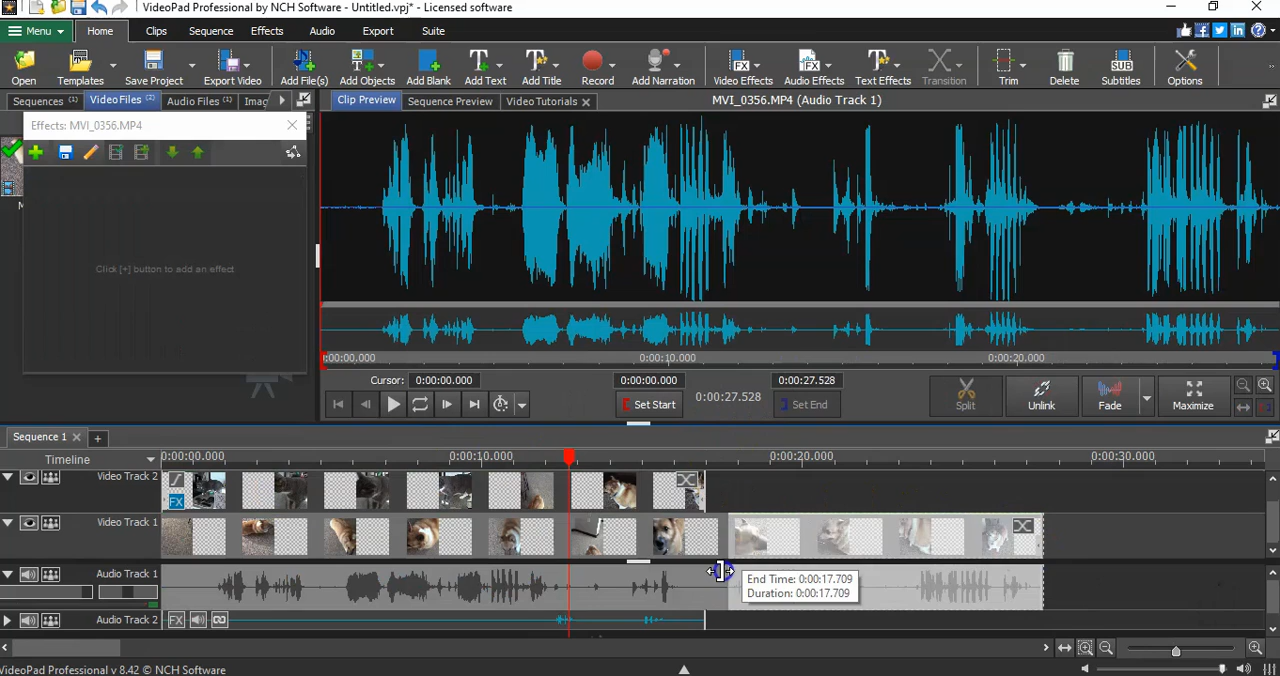 VideoPad Professional by NCH Software - Untitled.vpj* - Licensed software
Menu Home Clips Sequence Effects Audio Export Suite
Open Templates Save Project Export Video Add File(s) Add Objects Add Blank Add Text Add Title Record Add Narration Video Effects Audio Effects Text Effects Transition Trim Delete Subtitles Options
Sequences (1) Video Files (2) Audio Files (1) Imag Clip Preview Sequence Preview Video Tutorials MVI_0356.MP4 (Audio Track 1)
Effects: MVI_0356.MP4
Click [+] button to add an effect
0:00:00.000 0:00:10.000 0:00:20.000
Cursor: 0:00:00.000 0:00:00.000 0:00:27.528
Set Start 0:00:27.528 Set End Split Unlink Fade Maximize
Sequence 1
Timeline 0:00:00.000 0:00:10.000 0:00:20.000 0:00:30.000
Video Track 2
FX
Video Track 1
Audio Track 1
End Time: 0:00:17.709
Duration: 0:00:17.709
Audio Track 2 FX
VideoPad Professional v 8.42 © NCH Software